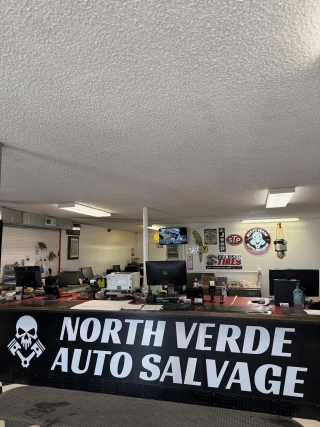 STP
TIRES
NORTH VERDE
AUTO SALVAGE